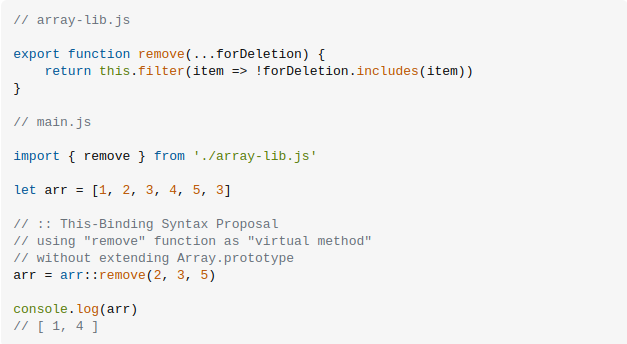 // array-lib.js
export function remove(...forDeletion) {
    return this.filter(item => !forDeletion.includes(item))
}
// main.js
import { remove } from './array-lib.js'
let arr = [1, 2, 3, 4, 5, 3]
// :: This-Binding Syntax Proposal
// using "remove" function as "virtual method"
// without extending Array.prototype
arr = arr::remove(2, 3, 5)
console.log(arr)
// [ 1, 4 ]